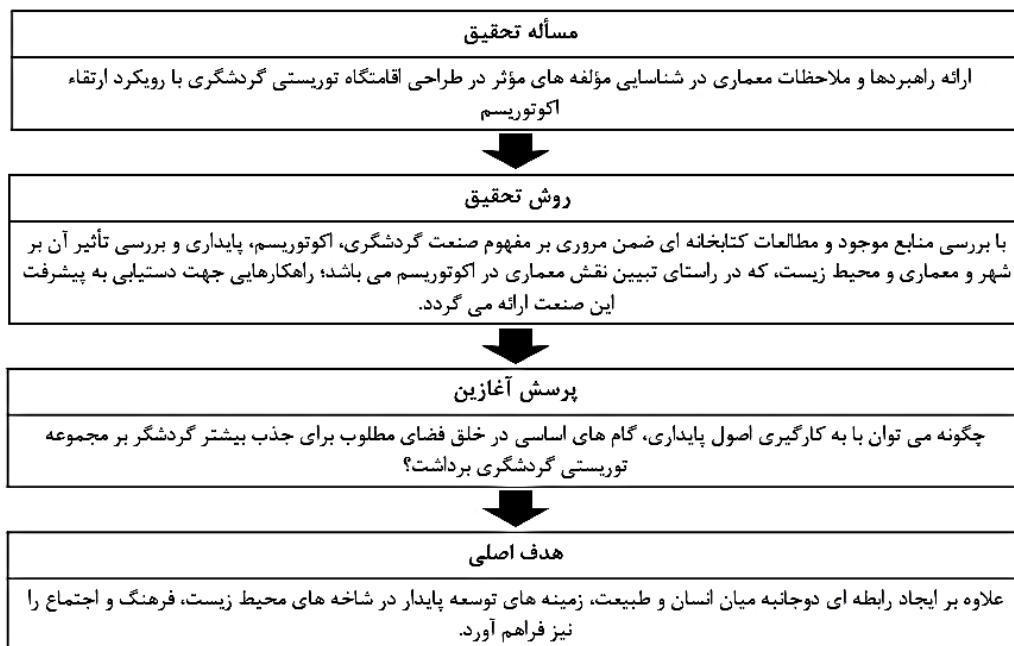 مسأله تحقیق
ارائه راهبردها و ملاحظات معماری در شناسایی مؤلفه های مؤثر در طراحی اقامتگاه توریستی گردشگری با رویکرد ارتقاء
اکوتوریسم
روش تحقیق
با بررسی منابع موجود و مطالعات کتابخانه ای ضمن مروری بر مفهوم صنعت گردشگری، اکوتوریسم، پایداری و بررسی تأثیر آن بر
شهر و معماری و محیط زیست، که در راستای تبیین نقش معماری در اکوتوریسم می باشد؛ راهکارهایی جهت دستیابی به پیشرفت
این صنعت ارائه می گردد.
پرسش آغازین
چگونه می توان با به کارگیری اصول پایداری، گام های اساسی در خلق فضای مطلوب برای جذب بیشتر گردشگر بر مجموعه
توریستی گردشگری برداشت؟
هدف اصلی
علاوه بر ایجاد رابطه ای دوجانبه میان انسان و طبیعت، زمینه های توسعه پایدار در شاخه های محیط زیست، فرهنگ و اجتماع را
نیز فراهم آورد.